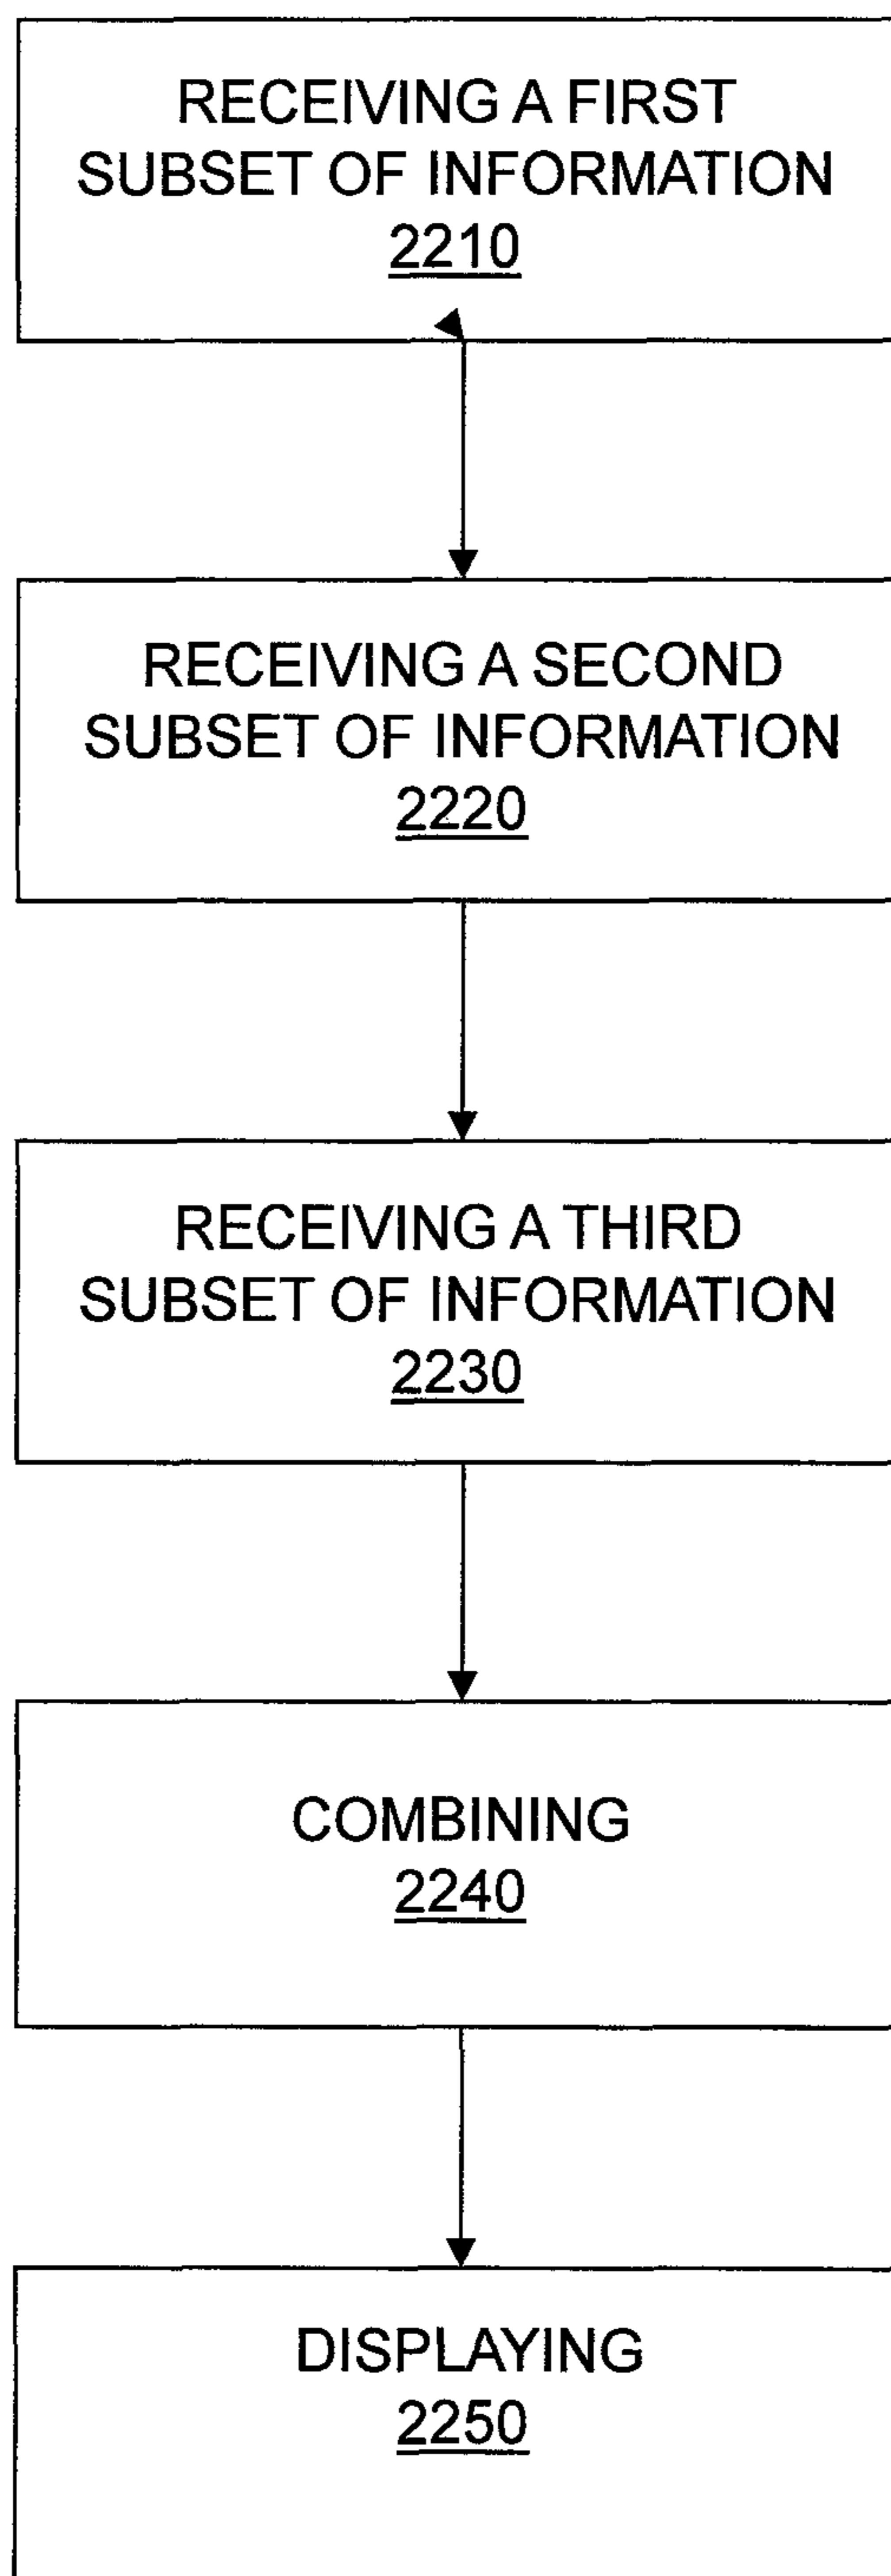 RECEIVING A FIRST
SUBSET OF INFORMATION
2210
RECEIVING A SECOND
SUBSET OF INFORMATION
2220
RECEIVING A THIRD
SUBSET OF INFORMATION
2230
COMBINING
2240
DISPLAYING
2250